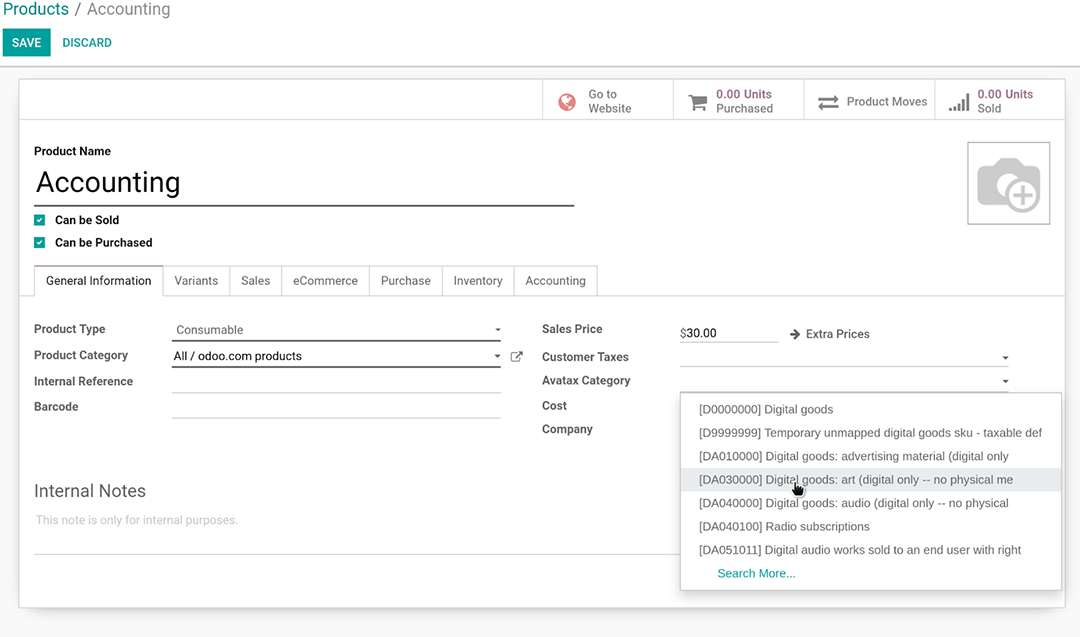 Products / Accounting
SAVE DISCARD
Go to
Website
0.00 Units
Purchased
Product Moves
0.00 Units
Sold
Product Name
Accounting
Can be Sold
Can be Purchased
General Information Variants Sales eCommerce Purchase Inventory Accounting
Product Type Consumable
Product Category All / odoo.com products
Internal Reference
Barcode
Sales Price $30.00 Extra Prices
Customer Taxes
Avatax Category
Cost
Company
[D0000000] Digital goods
[D9999999] Temporary unmapped digital goods sku - taxable def
[DA010000] Digital goods: advertising material (digital only
[DA030000] Digital goods: art (digital only -- no physical me
[DA040000] Digital goods: audio (digital only -- no physical
[DA040100] Radio subscriptions
[DA051011] Digital audio works sold to an end user with right
Search More...
Internal Notes
This note is only for internal purposes.